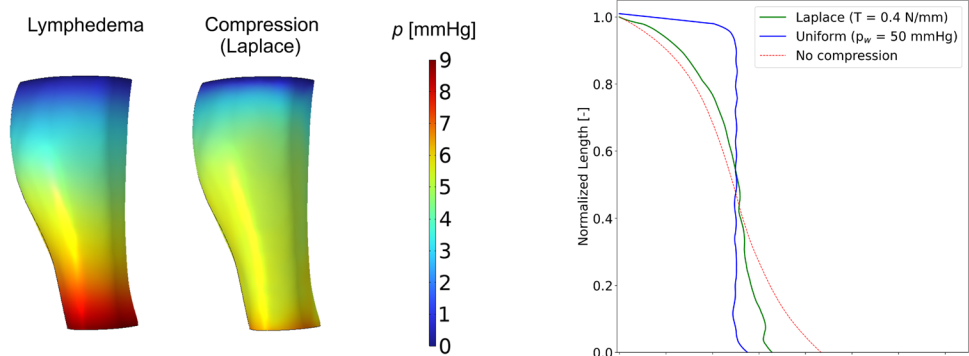 Lymphedema
Compression
(Laplace)
p [mmHg]
9
8
7
6
5
4
3
2
1
0
Normalized Length [-]
1.0
0.8
0.6
0.4
0.2
0.0
Laplace (T = 0.4 N/mm)
Uniform (pw = 50 mmHg)
No compression